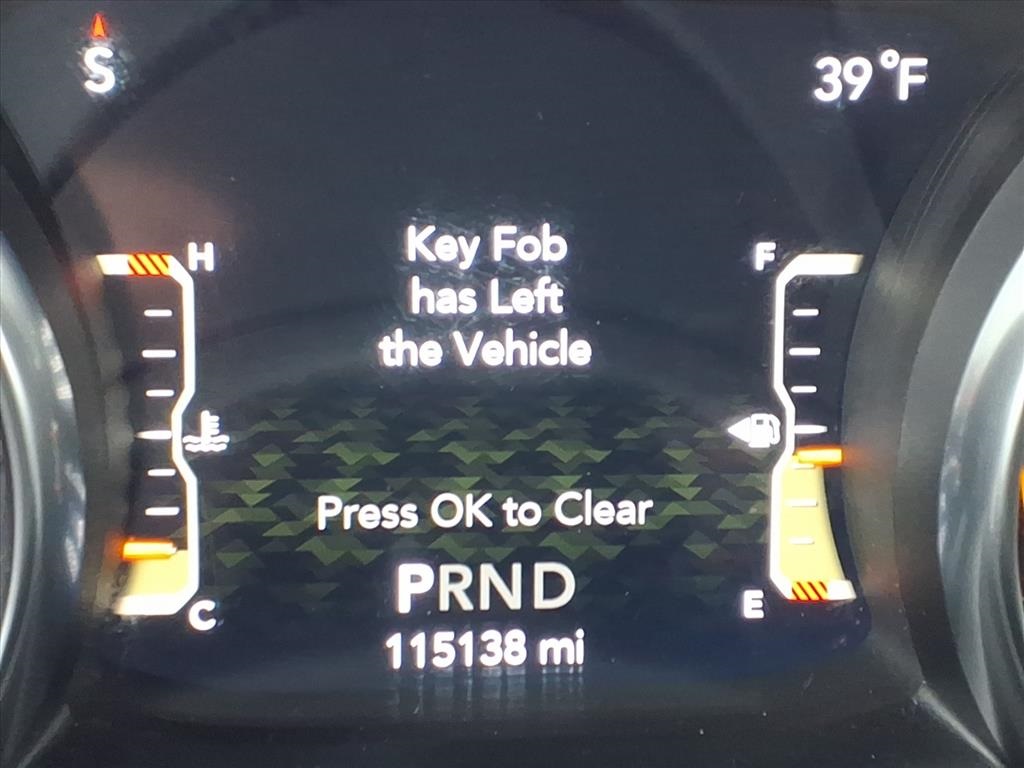 S
39°F
H
F
Key Fob
has Left
the Vehicle
Press OK to Clear
PRND
C
E
115138 mi